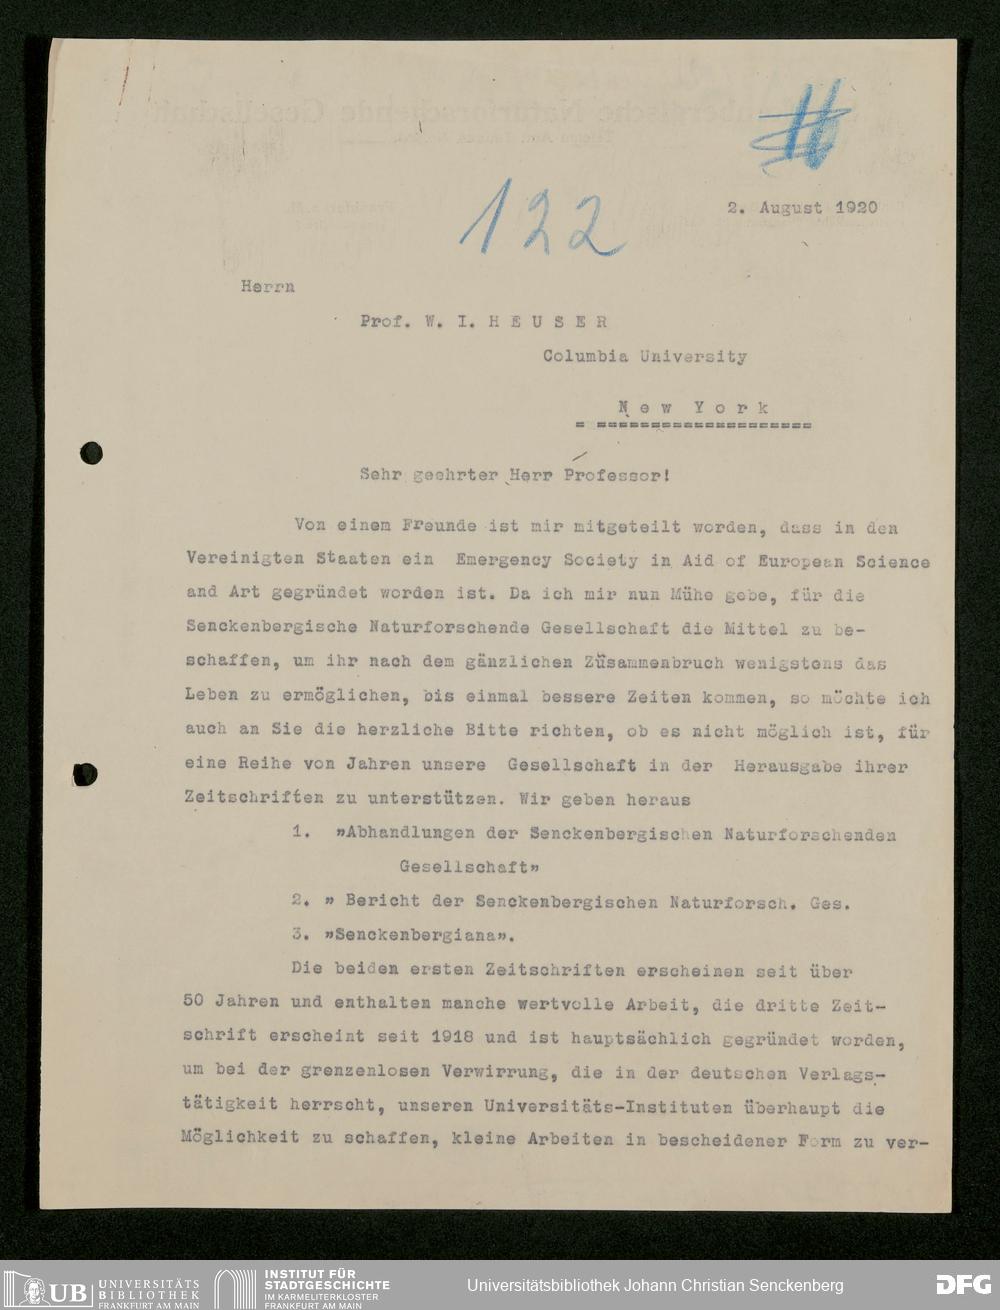 122
2. August 1920
Herrn
Prof. W. I. H E U S E R
Columbia University
N e w  Y o r k
= ====================
Sehr geehrter Herr Professor!
Von einem Freunde ist mir mitgeteilt worden, dass in den
Vereinigten Staaten ein Emergency Society in Aid of European Science
and Art gegründet worden ist. Da ich mir nun Mühe gebe, für die
Senckenbergische Naturforschende Gesellschaft die Mittel zu be-
schaffen, um ihr nach dem gänzlichen Zusammenbruch wenigstens das
Leben zu ermöglichen, bis einmal bessere Zeiten kommen, so möchte ich
auch an Sie die herzliche Bitte richten, ob es nicht möglich ist, für
eine Reihe von Jahren unsere Gesellschaft in der Herausgabe ihrer
Zeitschriften zu unterstützen. Wir geben heraus
1. "Abhandlungen der Senckenbergischen Naturforschenden
Gesellschaft"
2. " Bericht der Senckenbergischen Naturforsch. Ges.
3. "Senckenbergiana".
Die beiden ersten Zeitschriften erscheinen seit über
50 Jahren und enthalten manche wertvolle Arbeit, die dritte Zeit-
schrift erscheint seit 1918 und ist hauptsächlich gegründet worden,
um bei der grenzenlosen Verwirrung, die in der deutschen Verlags-
tätigkeit herrscht, unseren Universitäts-Instituten überhaupt die
Möglichkeit zu schaffen, kleine Arbeiten in bescheidener Form zu ver-
UB UNIVERSITÄTS
BIBLIOTHEK
FRANKFURT AM MAIN
INSTITUT FÜR
STADTGESCHICHTE
IM KARMELITERKLOSTER
FRANKFURT AM MAIN
Universitätsbibliothek Johann Christian Senckenberg
DFG